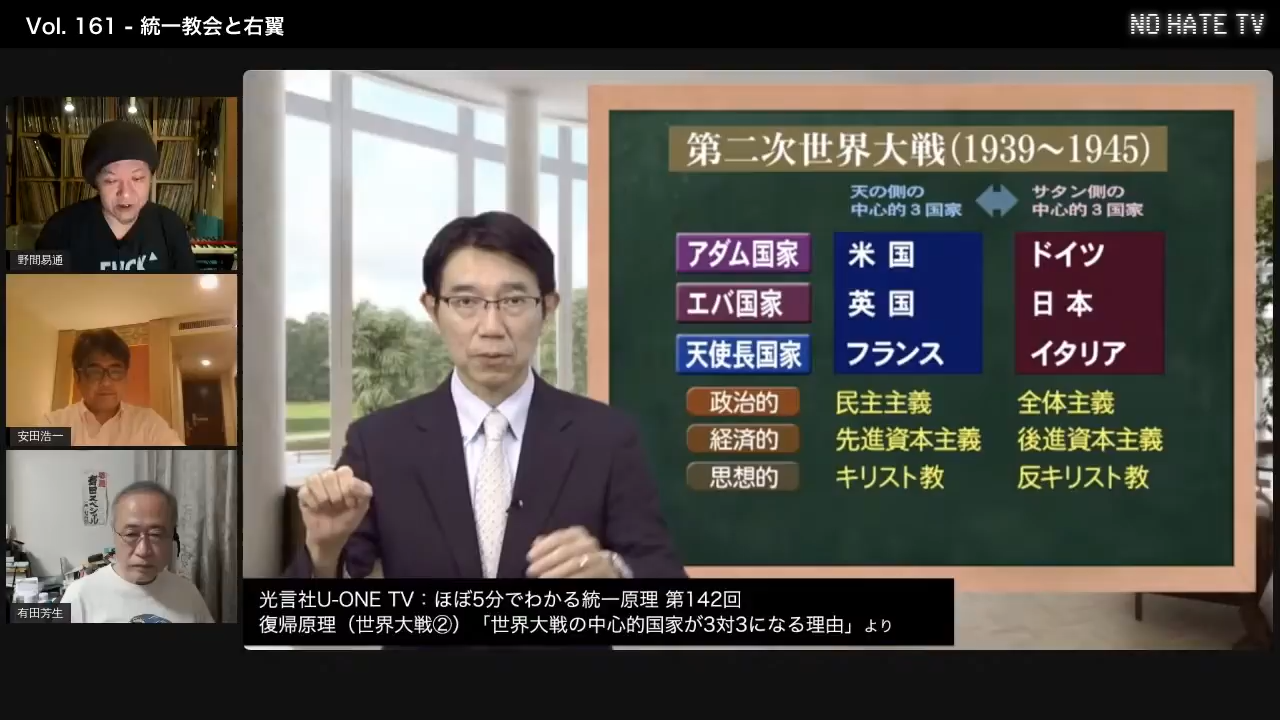 Vol. 161 - 統一教会と右翼
NO HATE TV
野間易通
安田浩一
有田芳生
第二次世界大戦(1939〜1945)
天の側の
中心的3国家
サタン側の
中心的3国家
アダム国家 米国 ドイツ
エバ国家 英国 日本
天使長国家 フランス イタリア
政治的 民主主義 全体主義
経済的 先進資本主義 後進資本主義
思想的 キリスト教 反キリスト教
光言社U-ONE TV：ほぼ5分でわかる統一原理 第142回
復帰原理（世界大戦②）「世界大戦の中心的国家が3対3になる理由」より